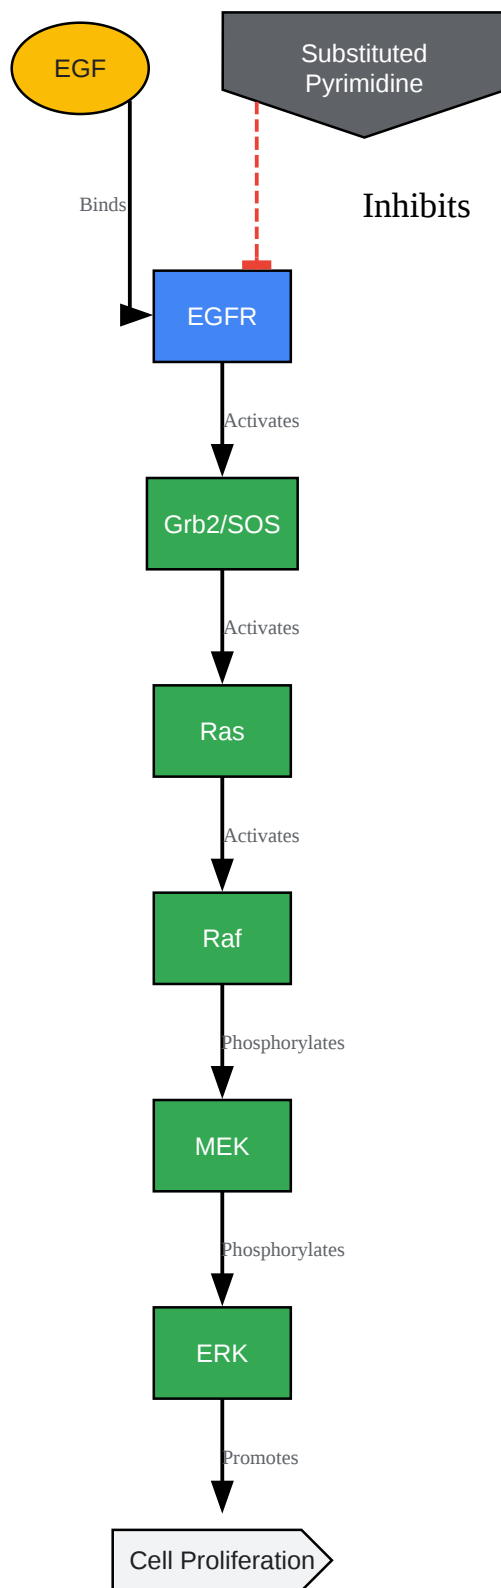 EGF
Substituted
Pyrimidine
Binds
Inhibits
EGFR
Activates
Grb2/SOS
Activates
Ras
Activates
Raf
Phosphorylates
MEK
Phosphorylates
ERK
Promotes
Cell Proliferation